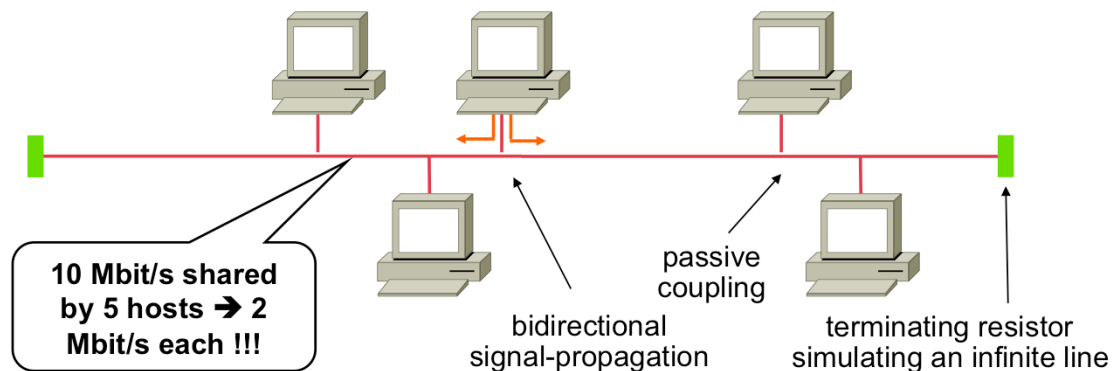 10 Mbit/s shared
by 5 hosts ➔ 2
Mbit/s each !!!
bidirectional
signal-propagation
passive
coupling
terminating resistor
simulating an infinite line